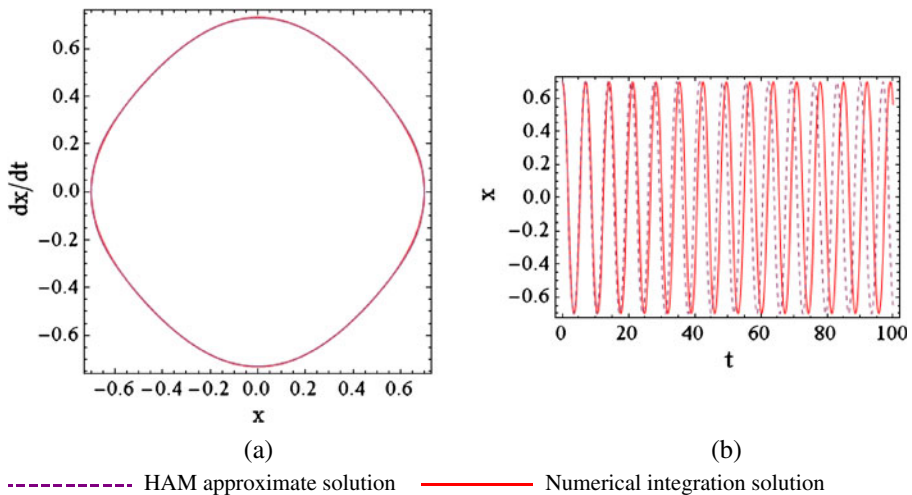 dx/dt
0.6
0.4
0.2
0.0
−0.2
−0.4
−0.6
−0.6 −0.4 −0.2 0.0 0.2 0.4 0.6
x
(a)
x
0.6
0.4
0.2
0.0
−0.2
−0.4
−0.6
0 20 40 60 80 100
t
(b)
HAM approximate solution Numerical integration solution